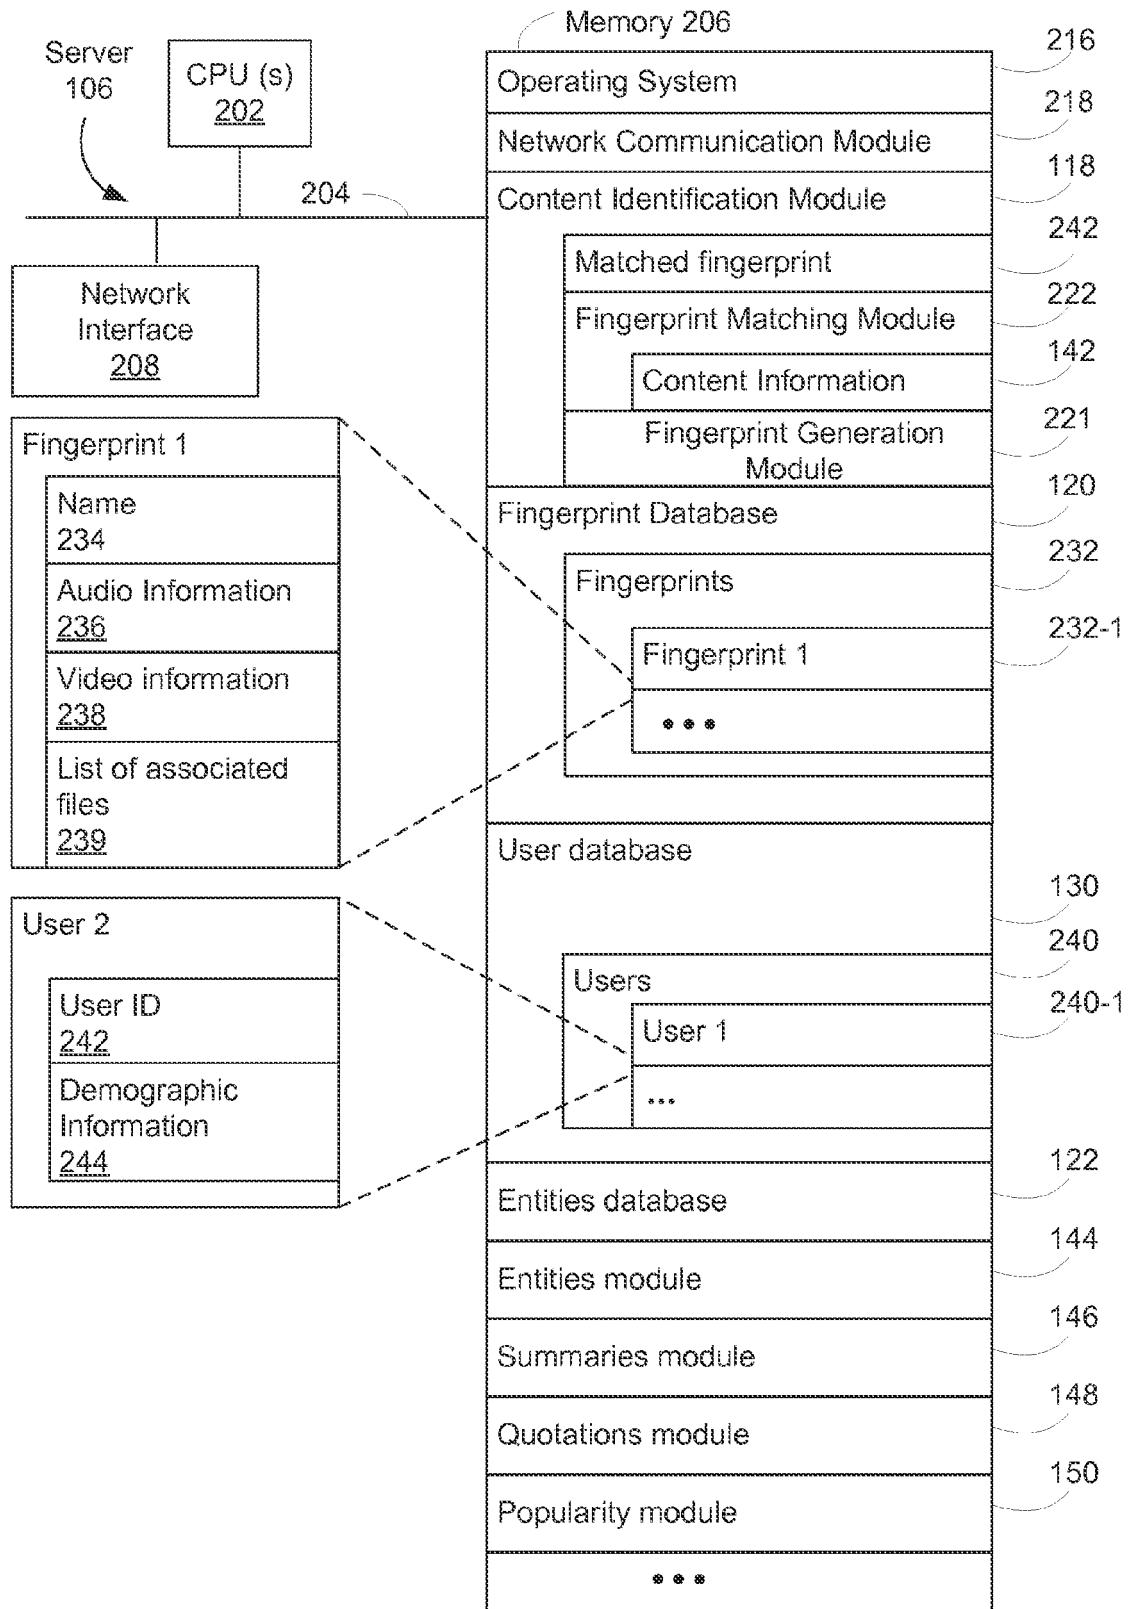 Memory 206
Server
106
CPU (s)
202
204
Network
Interface
208
Operating System
216
Network Communication Module
218
Content Identification Module
118
Matched fingerprint
242
Fingerprint Matching Module
222
Content Information
142
Fingerprint Generation
Module
221
Fingerprint Database
120
Fingerprints
232
Fingerprint 1
232-1
•••
Fingerprint 1
Name
234
Audio Information
236
Video information
238
List of associated
files
239
User database
130
Users
240
User 1
240-1
...
User 2
User ID
242
Demographic
Information
244
Entities database
122
Entities module
144
Summaries module
146
Quotations module
148
Popularity module
150
•••